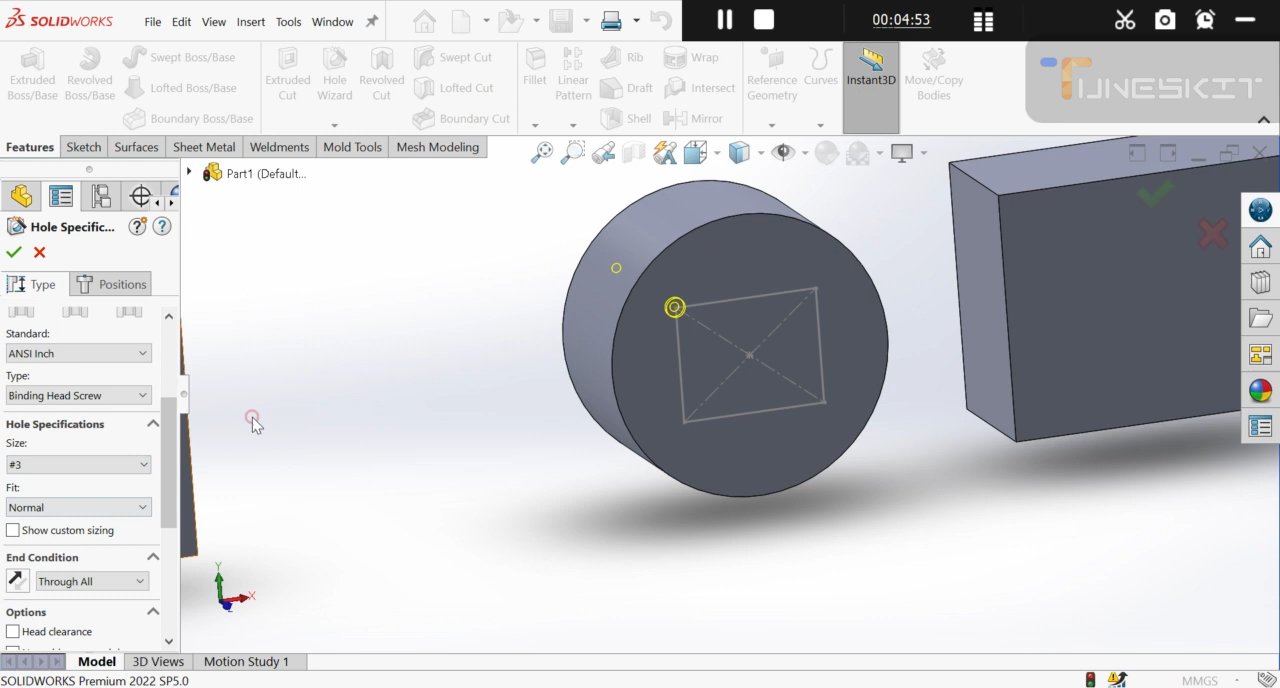 SOLIDWORKS File Edit View Insert Tools Window 00:04:53
TUNESKIT
Extruded Boss/Base
Revolved Boss/Base
Swept Boss/Base
Lofted Boss/Base
Boundary Boss/Base
Extruded Cut
Hole Wizard
Revolved Cut
Swept Cut
Lofted Cut
Boundary Cut
Fillet
Linear Pattern
Rib
Draft
Shell
Wrap
Intersect
Mirror
Reference Geometry
Curves
Instant3D
Move/Copy Bodies
Features Sketch Surfaces Sheet Metal Weldments Mold Tools Mesh Modeling
Part1 (Default...
Hole Specific...
Type Positions
Standard:
ANSI Inch
Type:
Binding Head Screw
Hole Specifications
Size:
#3
Fit:
Normal
Show custom sizing
End Condition
Through All
Options
Head clearance
Y
X
Z
Model 3D Views Motion Study 1
SOLIDWORKS Premium 2022 SP5.0 MMGS